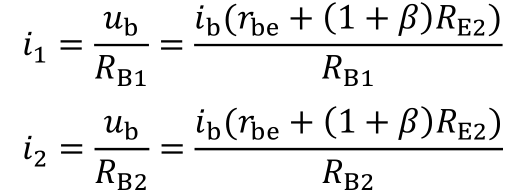 i₁ = u_b / R_B1 = i_b(r_be + (1 + β)R_E2) / R_B1
i₂ = u_b / R_B2 = i_b(r_be + (1 + β)R_E2) / R_B2